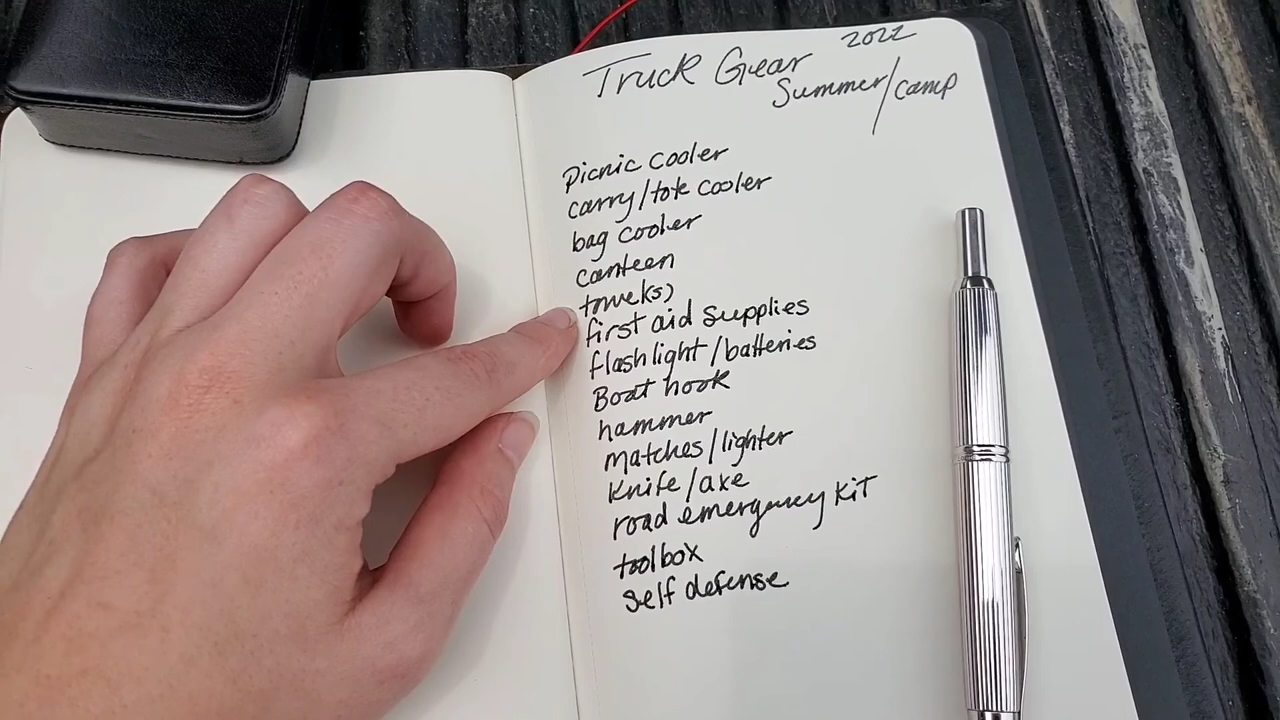 Truck Gear 2022
Summer/camp
picnic cooler
carry/tote cooler
bag cooler
canteen
towel(s)
first aid supplies
flashlight/batteries
Boat hook
hammer
matches/lighter
Knife/axe
road emergency kit
toolbox
self defense